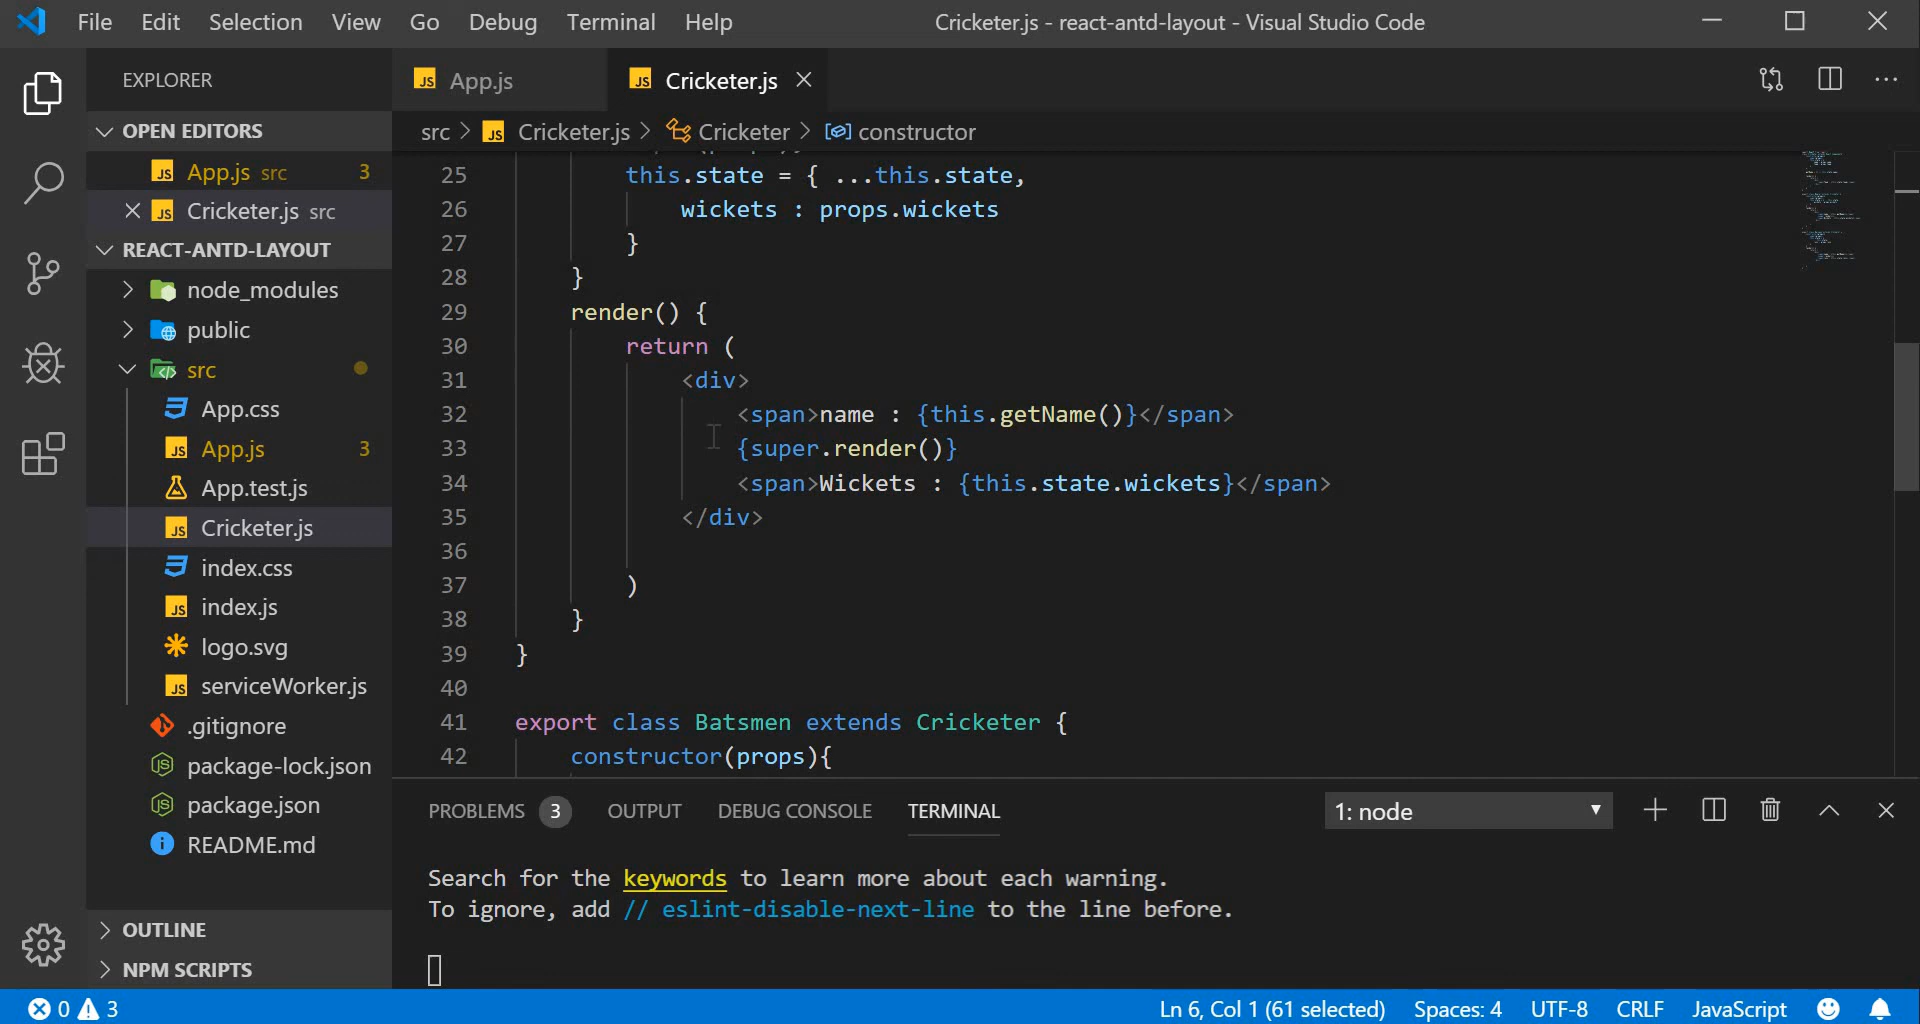 File Edit Selection View Go Debug Terminal Help
Cricketer.js - react-antd-layout - Visual Studio Code
EXPLORER
OPEN EDITORS
App.js src 3
Cricketer.js src
REACT-ANTD-LAYOUT
node_modules
public
src
App.css
App.js 3
App.test.js
Cricketer.js
index.css
index.js
logo.svg
serviceWorker.js
.gitignore
package-lock.json
package.json
README.md
OUTLINE
NPM SCRIPTS
App.js Cricketer.js
src > Cricketer.js > Cricketer > constructor
25 this.state = { ...this.state,
26 wickets : props.wickets
27 }
28 }
29 render() {
30 return (
31 <div>
32 <span>name : {this.getName()}</span>
33 {super.render()}
34 <span>Wickets : {this.state.wickets}</span>
35 </div>
36
37 )
38 }
39 }
40
41 export class Batsmen extends Cricketer {
42 constructor(props){
PROBLEMS 3 OUTPUT DEBUG CONSOLE TERMINAL 1: node
Search for the keywords to learn more about each warning.
To ignore, add // eslint-disable-next-line to the line before.
0 3 Ln 6, Col 1 (61 selected) Spaces: 4 UTF-8 CRLF JavaScript